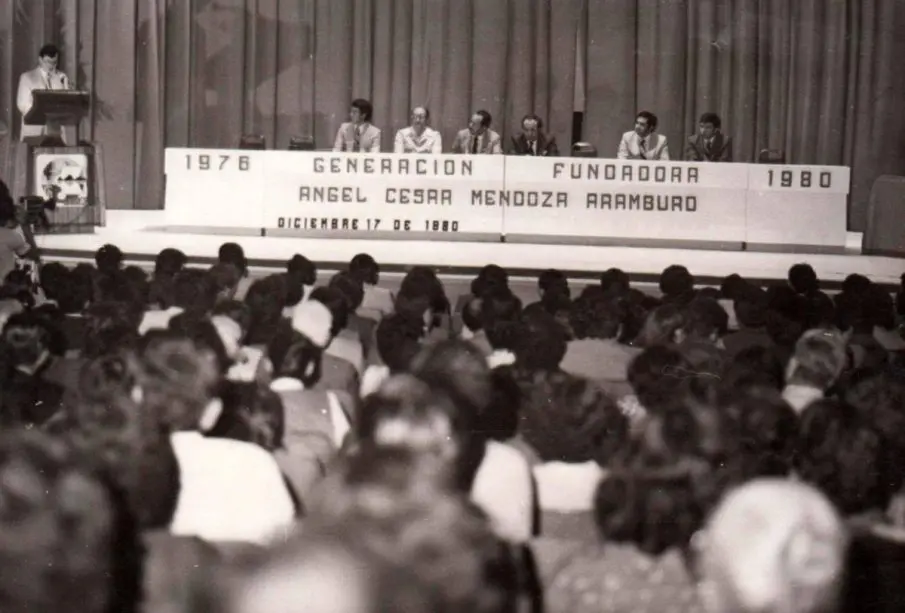 1976 GENERACION FUNDADORA 1980
ANGEL CESAR MENDOZA ARAMBURO
DICIEMBRE 17 DE 1980